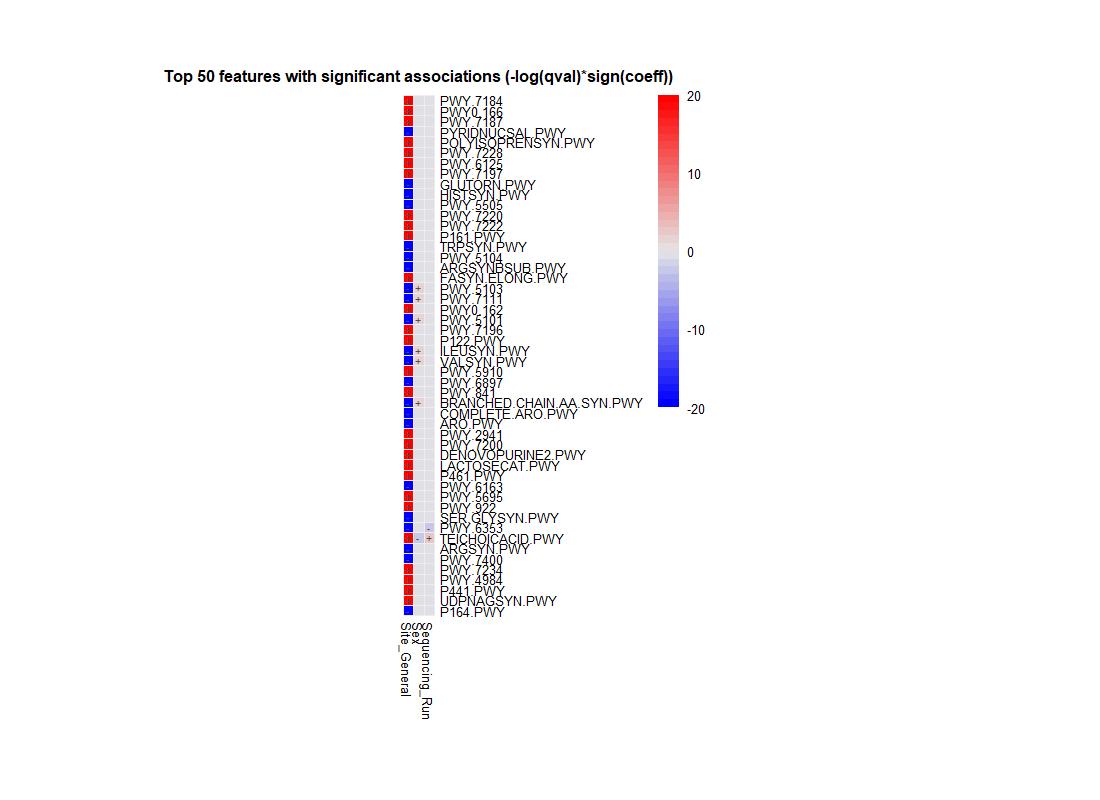 Top 50 features with significant associations (-log(qval)*sign(coeff))
PWY.7184
PWY0.166
PWY.7187
PYRIDNUCSAL.PWY
POLYISOPRENSYN.PWY
PWY.7228
PWY.6125
PWY.7197
GLUTORN.PWY
HISTSYN.PWY
PWY.5505
PWY.7220
PWY.7222
P161.PWY
TRPSYN.PWY
PWY.5104
ARGSYNBSUB.PWY
FASYN.ELONG.PWY
+ PWY.5103
+ PWY.7111
PWY0.162
+ PWY.5101
PWY.7196
P122.PWY
+ ILEUSYN.PWY
+ VALSYN.PWY
PWY.5910
PWY.6897
PWY.841
+ BRANCHED.CHAIN.AA.SYN.PWY
COMPLETE.ARO.PWY
ARO.PWY
PWY.2941
PWY.7200
DENOVOPURINE2.PWY
LACTOSECAT.PWY
P461.PWY
PWY.6163
PWY.5695
PWY.922
SER.GLYSYN.PWY
- PWY.6353
- + TEICHOICACID.PWY
ARGSYN.PWY
PWY.7400
PWY.7234
PWY.4984
P441.PWY
UDPNAGSYN.PWY
P164.PWY
20
10
0
-10
-20
Site_General
Sex
Sequencing_Run